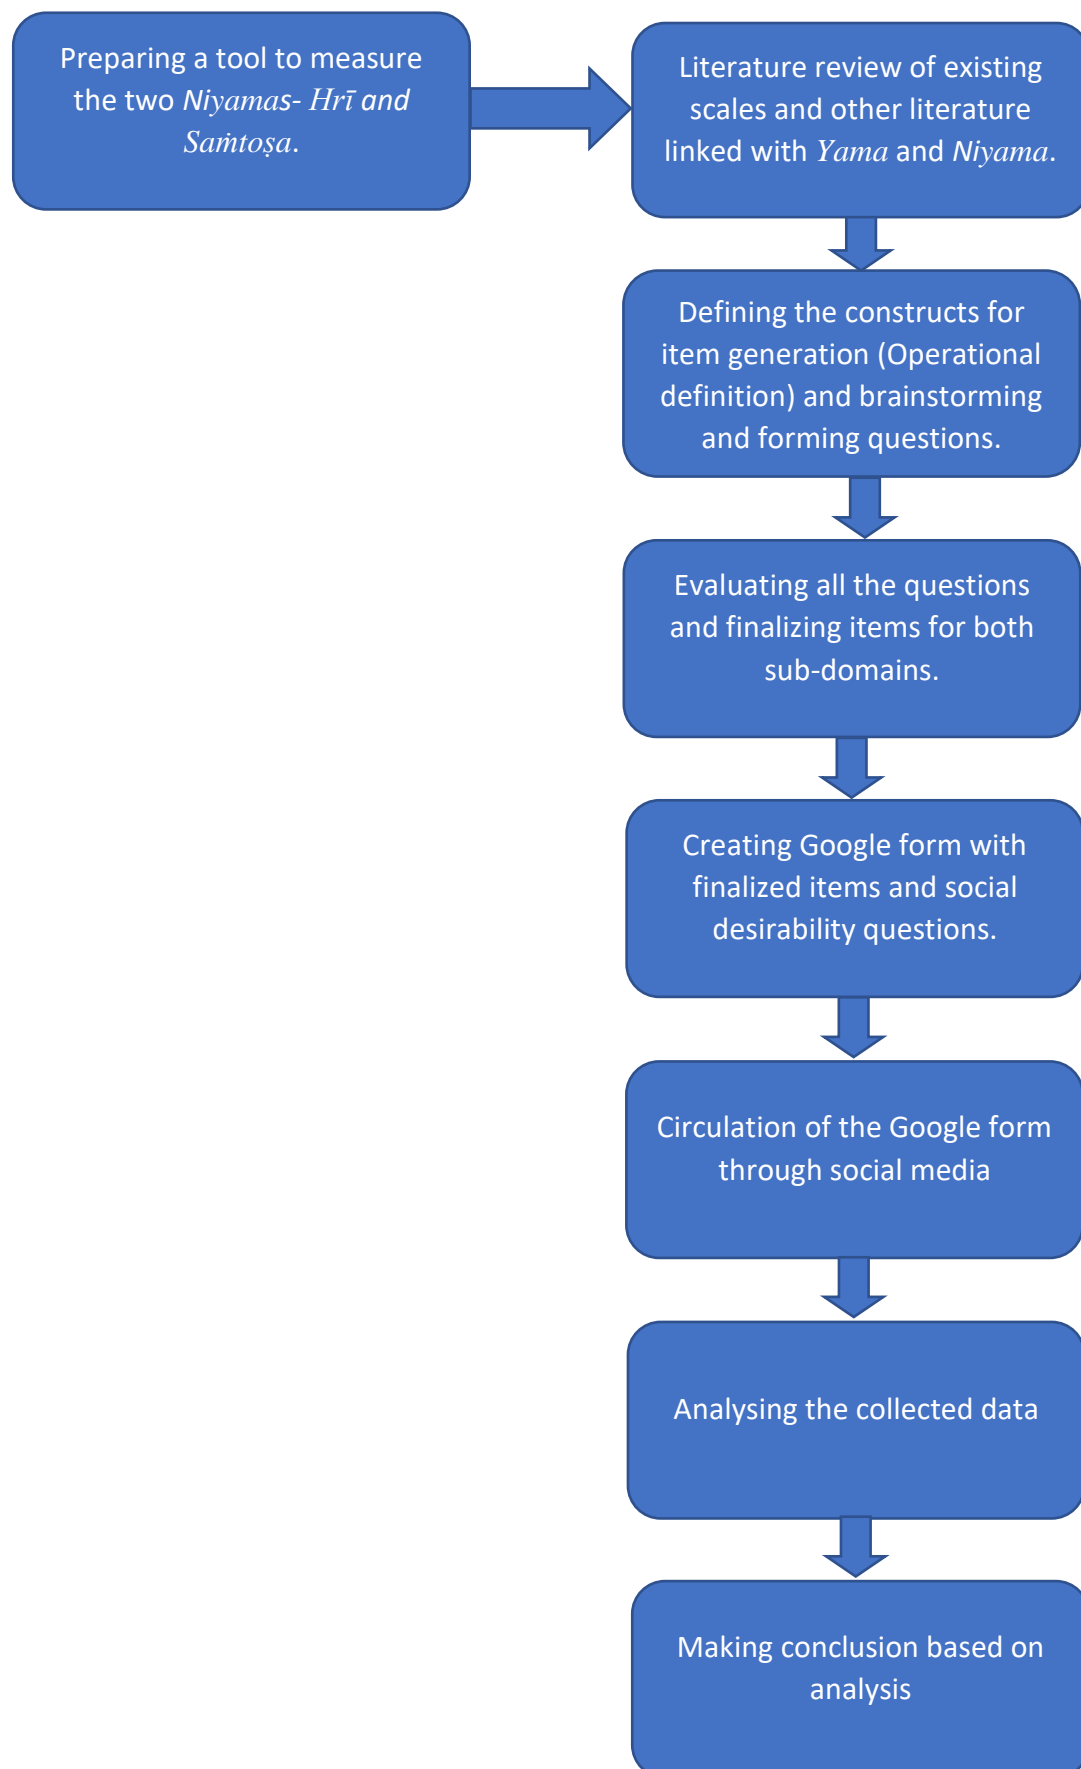 Preparing a tool to measure
the two Niyamas- Hrī and
Saṁtoṣa.
Literature review of existing
scales and other literature
linked with Yama and Niyama.
Defining the constructs for
item generation (Operational
definition) and brainstorming
and forming questions.
Evaluating all the questions
and finalizing items for both
sub-domains.
Creating Google form with
finalized items and social
desirability questions.
Circulation of the Google form
through social media
Analysing the collected data
Making conclusion based on
analysis